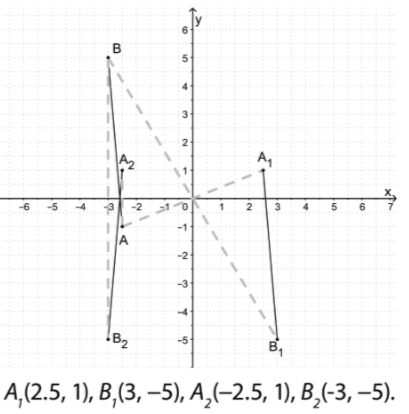 y
6
5
B
4
3
2
A₂
1
A₁
x
-6 -5 -4 -3 -2 -1 0 1 2 3 4 5 6 7
A
-1
-2
-3
-4
-5
B₂
B₁
A₁(2.5, 1), B₁(3, −5), A₂(−2.5, 1), B₂(-3, −5).